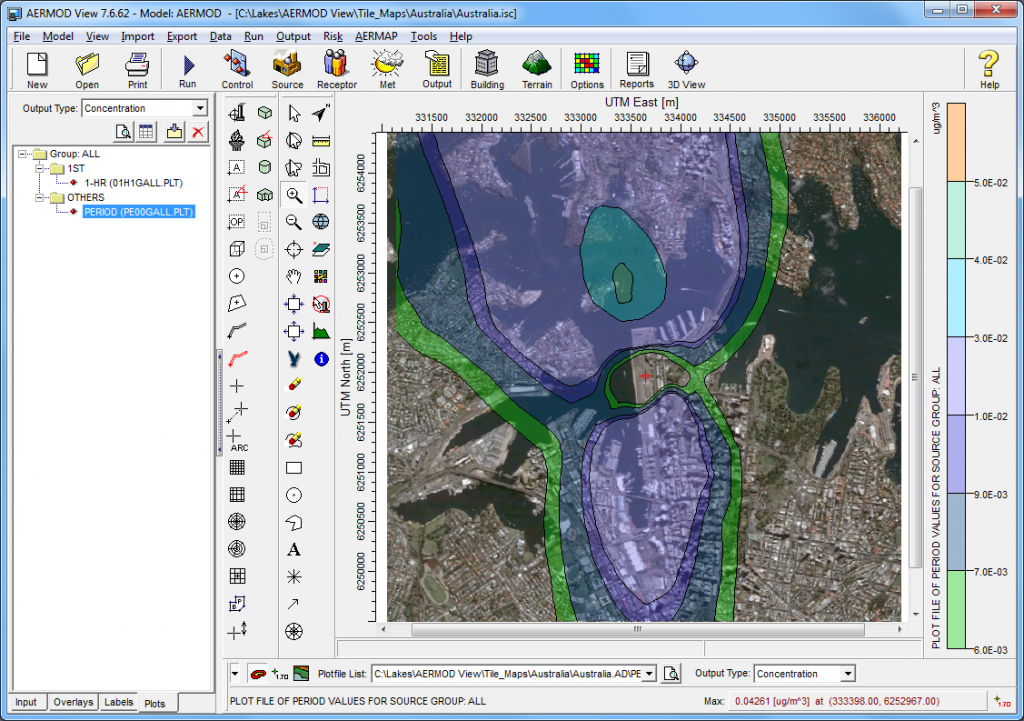 AERMOD View 7.6.62 - Model: AERMOD - [C:\Lakes\AERMOD View\Tile_Maps\Australia\Australia.isc]
File Model View Import Export Data Run Output Risk AERMAP Tools Help
New Open Print Run Control Source Receptor Met Output Building Terrain Options Reports 3D View Help
Output Type: Concentration
Group: ALL
1ST
1-HR (01H1GALL.PLT)
OTHERS
PERIOD (PE00GALL.PLT)
A
A
OP
ARC
A
UTM East [m]
331500 332000 332500 333000 333500 334000 334500 335000 335500 336000
UTM North [m]
6254000
6253500
6253000
6252500
6252000
6251500
6251000
6250500
6250000
ug/m^3
PLOT FILE OF PERIOD VALUES FOR SOURCE GROUP: ALL
5.0E-02
4.0E-02
3.0E-02
1.0E-02
9.0E-03
7.0E-03
6.0E-03
1.70 Plotfile List: C:\Lakes\AERMOD View\Tile_Maps\Australia\Australia.AD\PE Output Type: Concentration
Input Overlays Labels Plots
PLOT FILE OF PERIOD VALUES FOR SOURCE GROUP: ALL Max: 0.04261 [ug/m^3] at (333398.00, 6252967.00) 1.70